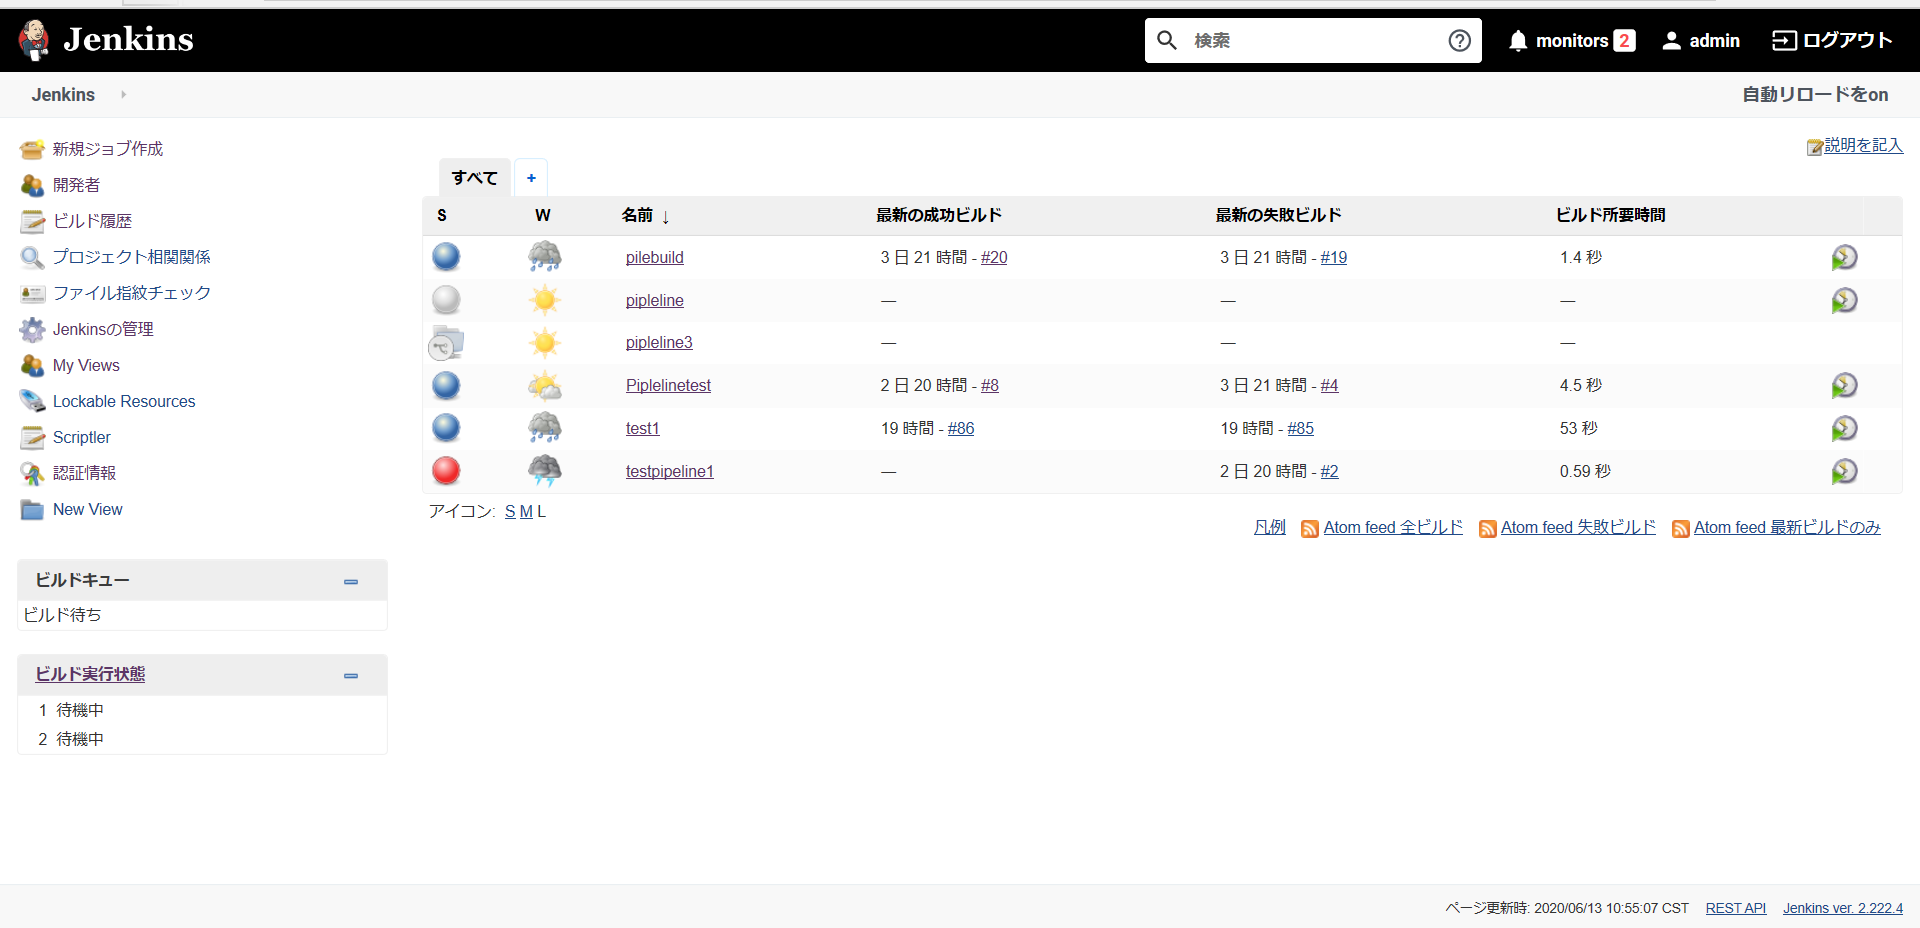 Jenkins
検索
monitors 2
admin
ログアウト
Jenkins
自動リロードをon
新規ジョブ作成
開発者
ビルド履歴
プロジェクト相関関係
ファイル指紋チェック
Jenkinsの管理
My Views
Lockable Resources
Scriptler
認証情報
New View
ビルドキュー
ビルド待ち
ビルド実行状態
1 待機中
2 待機中
説明を記入
すべて +
S W 名前 ↓ 最新の成功ビルド 最新の失敗ビルド ビルド所要時間
pilebuild 3 日 21 時間 - #20 3 日 21 時間 - #19 1.4 秒
pipleline — — —
pipleline3 — — —
Piplelinetest 2 日 20 時間 - #8 3 日 21 時間 - #4 4.5 秒
test1 19 時間 - #86 19 時間 - #85 53 秒
testpipeline1 — 2 日 20 時間 - #2 0.59 秒
アイコン: S M L
凡例 Atom feed 全ビルド Atom feed 失敗ビルド Atom feed 最新ビルドのみ
ページ更新時: 2020/06/13 10:55:07 CST REST API Jenkins ver. 2.222.4